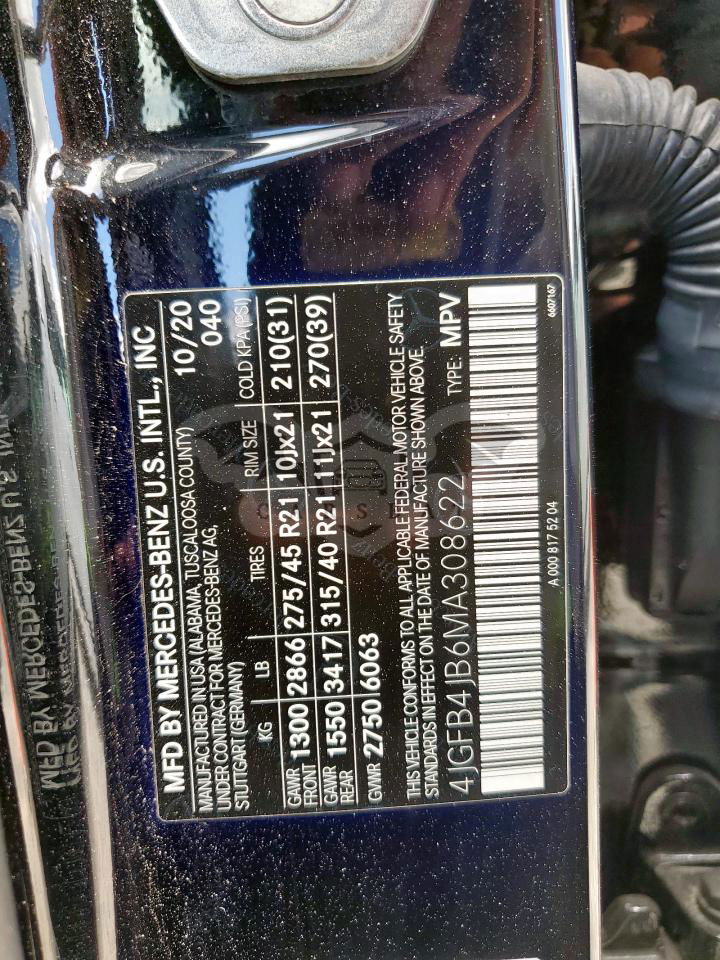 MFD BY MERCEDES-BENZ U.S. INTL., INC
MANUFACTURED IN USA (ALABAMA, TUSCALOOSA COUNTY) 10/20
UNDER CONTRACT FOR MERCEDES-BENZ AG, 040
STUTTGART (GERMANY)
KG LB TIRES RIM SIZE COLD KPA (PSI)
GAWR FRONT 1300 2866 275/45 R21 10Jx21 210(31)
GAWR REAR 1550 3417 315/40 R21 11Jx21 270(39)
GVWR 2750 6063
THIS VEHICLE CONFORMS TO ALL APPLICABLE FEDERAL MOTOR VEHICLE SAFETY
STANDARDS IN EFFECT ON THE DATE OF MANUFACTURE SHOWN ABOVE.
4JGFB4JB6MA308622 TYPE: MPV
A 000 817 52 04 6607167